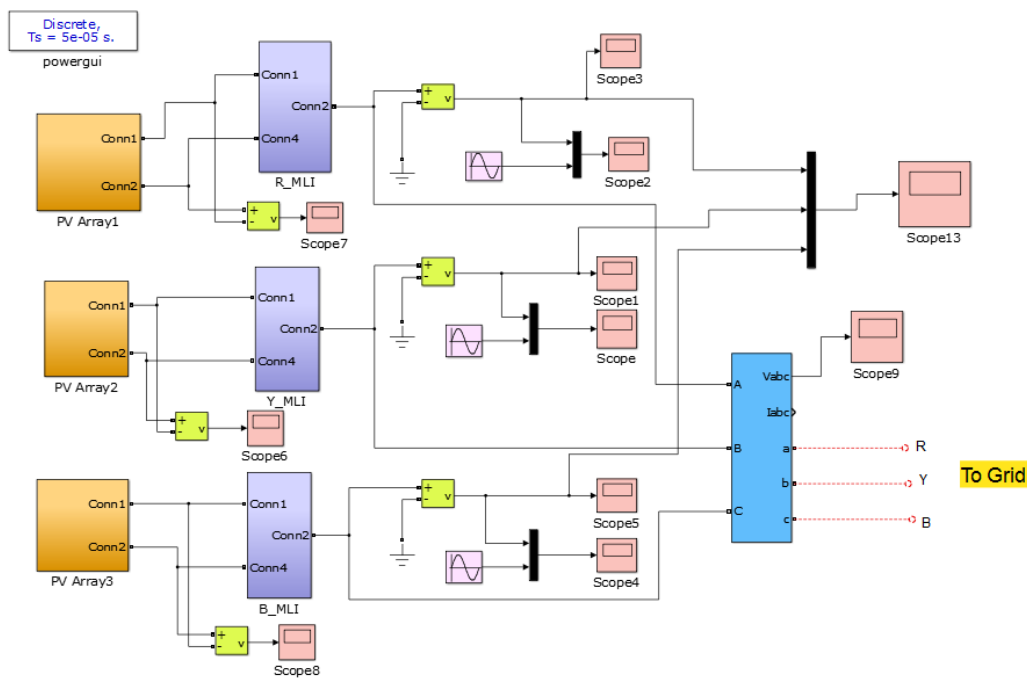 Discrete,
Ts = 5e-05 s.
powergui
Conn1
Conn2
PV Array1
Conn1
Conn4
Conn2
R_MLI
+
-
v
Scope7
+
-
v
Scope3
Scope2
Scope13
Conn1
Conn2
PV Array2
Conn1
Conn4
Conn2
Y_MLI
+
-
v
Scope6
+
-
v
Scope1
Scope
Scope9
A
B
C
Vabc
Iabc
a
b
c
R
Y
B
To Grid
Conn1
Conn2
PV Array3
Conn1
Conn4
Conn2
B_MLI
+
-
v
Scope8
+
-
v
Scope5
Scope4